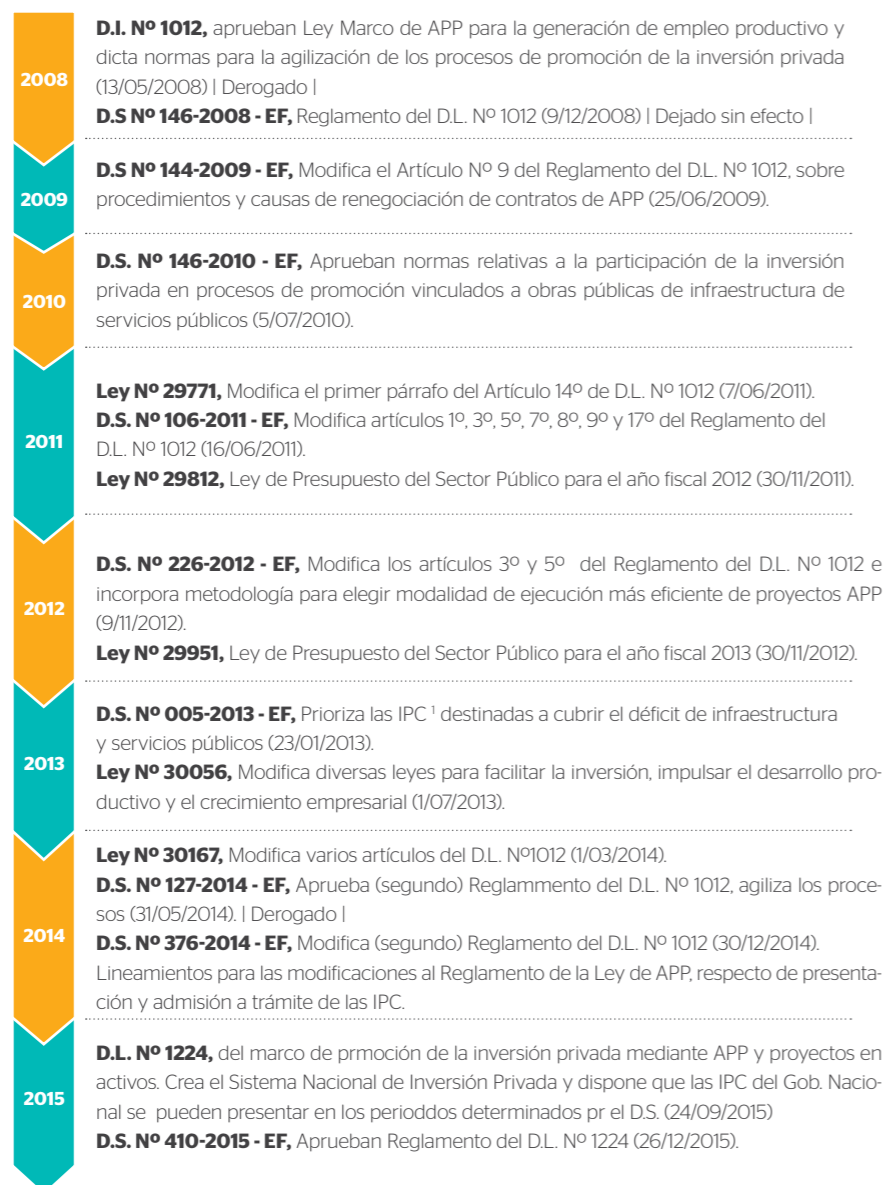 2008
D.I. Nº 1012, aprueban Ley Marco de APP para la generación de empleo productivo y
dicta normas para la agilización de los procesos de promoción de la inversión privada
(13/05/2008) | Derogado |
D.S Nº 146-2008 - EF, Reglamento del D.L. Nº 1012 (9/12/2008) | Dejado sin efecto |
2009
D.S Nº 144-2009 - EF, Modifica el Artículo Nº 9 del Reglamento del D.L. Nº 1012, sobre
procedimientos y causas de renegociación de contratos de APP (25/06/2009).
2010
D.S. Nº 146-2010 - EF, Aprueban normas relativas a la participación de la inversión
privada en procesos de promoción vinculados a obras públicas de infraestructura de
servicios públicos (5/07/2010).
2011
Ley Nº 29771, Modifica el primer párrafo del Artículo 14º de D.L. Nº 1012 (7/06/2011).
D.S. Nº 106-2011 - EF, Modifica artículos 1º, 3º, 5º, 7º, 8º, 9º y 17º del Reglamento del
D.L. Nº 1012 (16/06/2011).
Ley Nº 29812, Ley de Presupuesto del Sector Público para el año fiscal 2012 (30/11/2011).
2012
D.S. Nº 226-2012 - EF, Modifica los artículos 3º y 5º del Reglamento del D.L. Nº 1012 e
incorpora metodología para elegir modalidad de ejecución más eficiente de proyectos APP
(9/11/2012).
Ley Nº 29951, Ley de Presupuesto del Sector Público para el año fiscal 2013 (30/11/2012).
2013
D.S. Nº 005-2013 - EF, Prioriza las IPC ¹ destinadas a cubrir el déficit de infraestructura
y servicios públicos (23/01/2013).
Ley Nº 30056, Modifica diversas leyes para facilitar la inversión, impulsar el desarrollo pro-
ductivo y el crecimiento empresarial (1/07/2013).
2014
Ley Nº 30167, Modifica varios artículos del D.L. Nº1012 (1/03/2014).
D.S. Nº 127-2014 - EF, Aprueba (segundo) Reglammento del D.L. Nº 1012, agiliza los proce-
sos (31/05/2014). | Derogado |
D.S. Nº 376-2014 - EF, Modifica (segundo) Reglamento del D.L. Nº 1012 (30/12/2014).
Lineamientos para las modificaciones al Reglamento de la Ley de APP, respecto de presenta-
ción y admisión a trámite de las IPC.
2015
D.L. Nº 1224, del marco de prmoción de la inversión privada mediante APP y proyectos en
activos. Crea el Sistema Nacional de Inversión Privada y dispone que las IPC del Gob. Nacio-
nal se pueden presentar en los perioddos determinados pr el D.S. (24/09/2015)
D.S. Nº 410-2015 - EF, Aprueban Reglamento del D.L. Nº 1224 (26/12/2015).